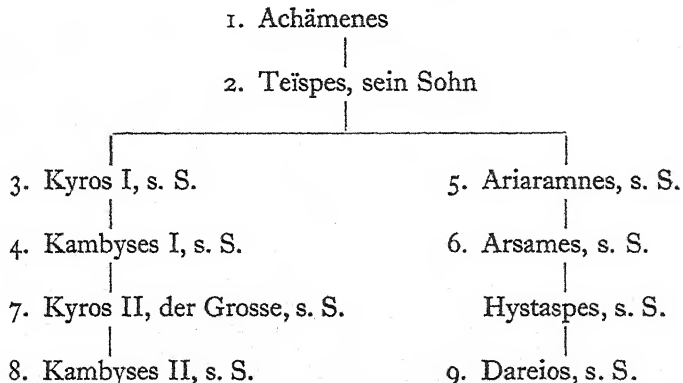 1. Achämenes
2. Teïspes, sein Sohn
3. Kyros I, s. S. 5. Ariaramnes, s. S.
4. Kambyses I, s. S. 6. Arsames, s. S.
7. Kyros II, der Grosse, s. S. Hystaspes, s. S.
8. Kambyses II, s. S. 9. Dareios, s. S.